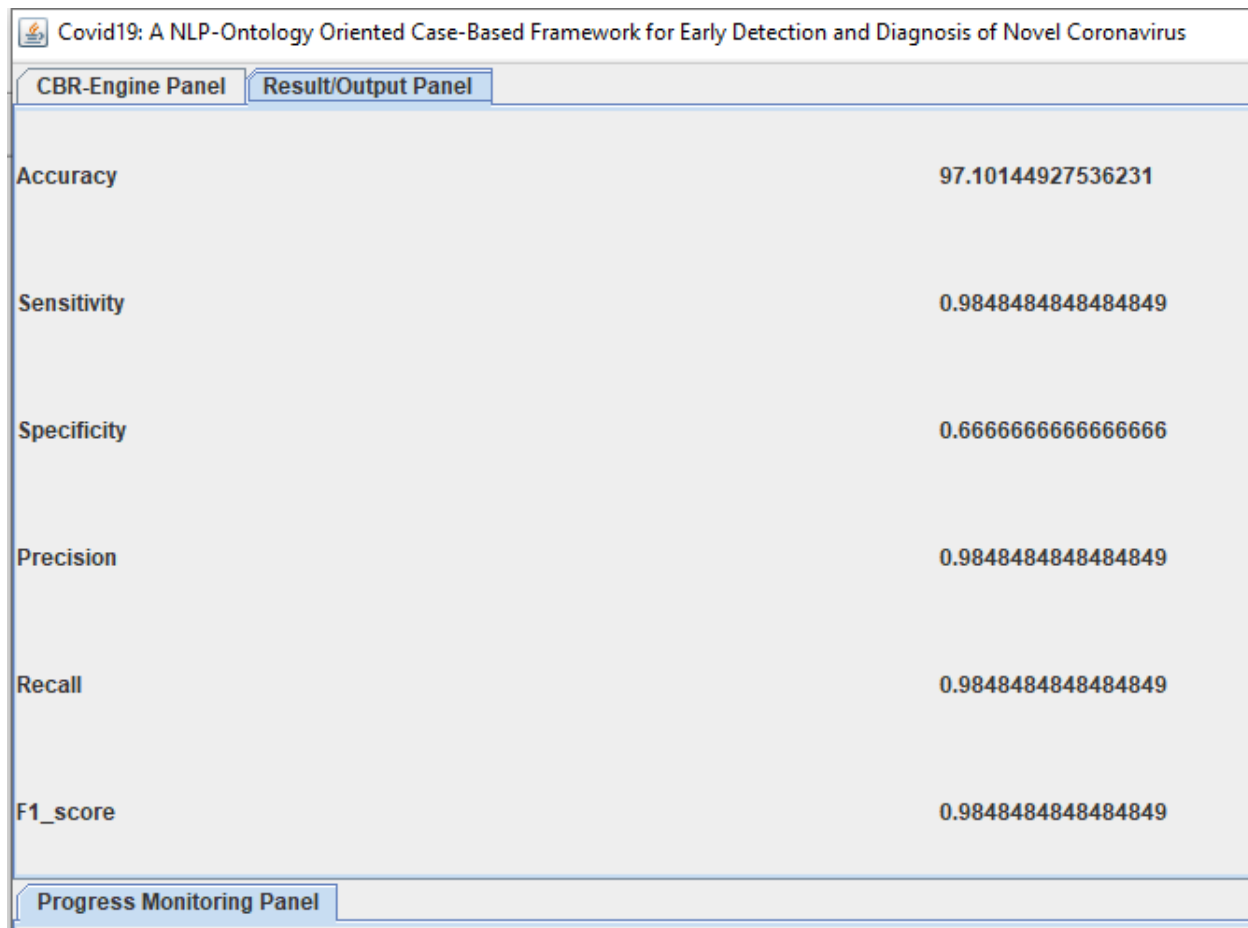 Covid19: A NLP-Ontology Oriented Case-Based Framework for Early Detection and Diagnosis of Novel Coronavirus
CBR-Engine Panel Result/Output Panel
Accuracy 97.10144927536231
Sensitivity 0.9848484848484849
Specificity 0.6666666666666666
Precision 0.9848484848484849
Recall 0.9848484848484849
F1_score 0.9848484848484849
Progress Monitoring Panel